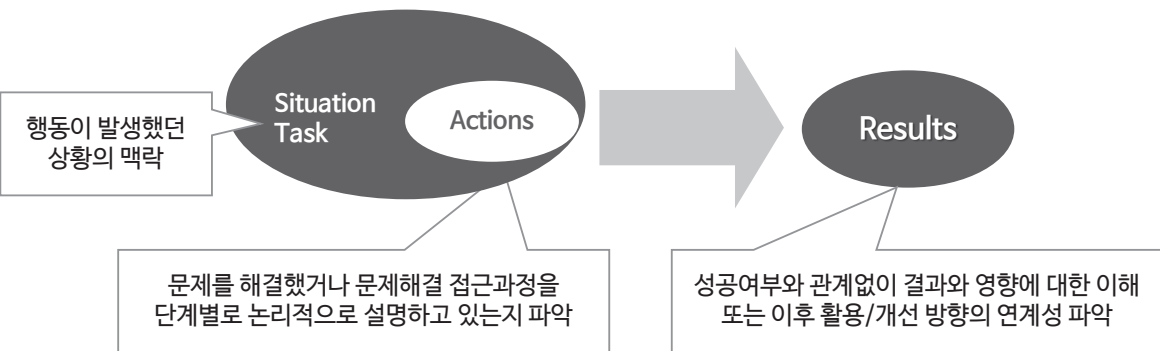 Situation
Task
Actions
Results
행동이 발생했던
상황의 맥락
문제를 해결했거나 문제해결 접근과정을
단계별로 논리적으로 설명하고 있는지 파악
성공여부와 관계없이 결과와 영향에 대한 이해
또는 이후 활용/개선 방향의 연계성 파악